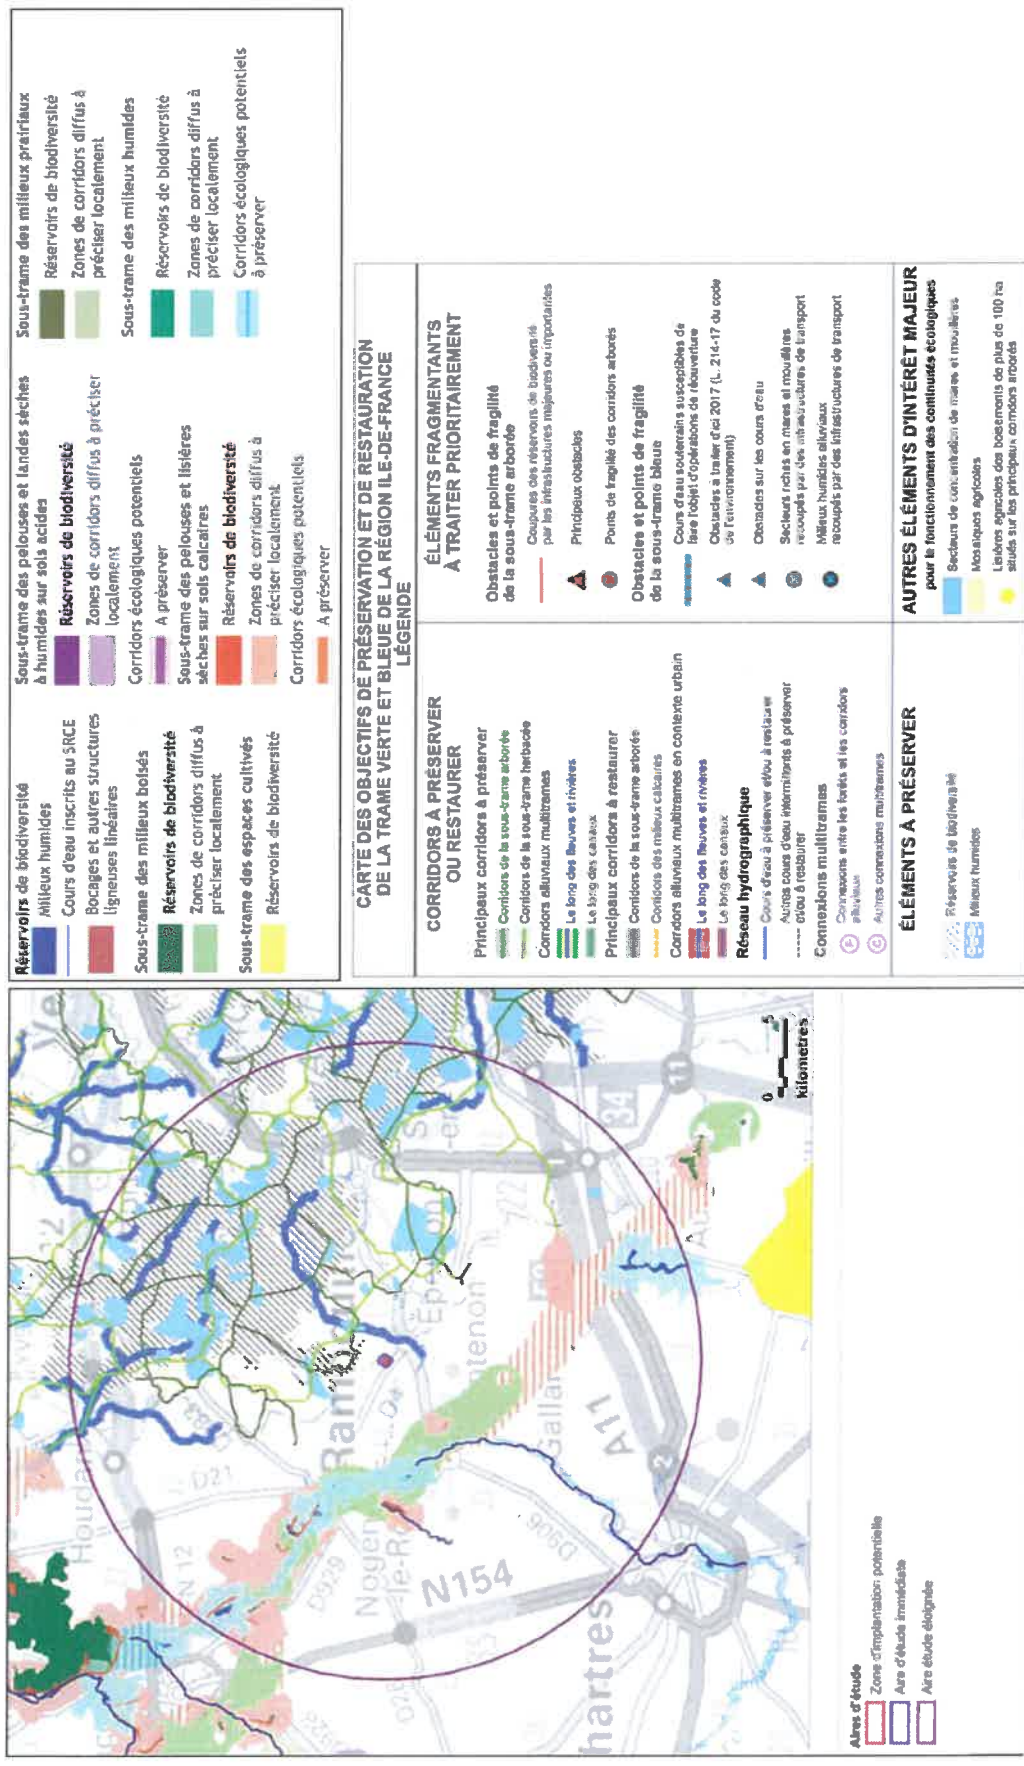 Réservoirs de biodiversité
Milieux humides
Cours d'eau inscrits au SRCE
Bocages et autres structures
ligneuses linéaires
Sous-trame des milieux boisés
Réservoirs de biodiversité
Zones de corridors diffus à
préciser localement
Sous-trame des espaces cultivés
Réservoirs de biodiversité
Sous-trame des pelouses et landes sèches
à humides sur sols acides
Réservoirs de biodiversité
Zones de corridors diffus à préciser
localement
Corridors écologiques potentiels
A préserver
Sous-trame des pelouses et lisières
sèches sur sols calcaires
Réservoirs de biodiversité
Zones de corridors diffus à
préciser localement
Corridors écologiques potentiels
A préserver
Sous-trame des milieux prairiaux
Réservoirs de biodiversité
Zones de corridors diffus à
préciser localement
Sous-trame des milieux humides
Réservoirs de biodiversité
Zones de corridors diffus à
préciser localement
Corridors écologiques potentiels
à préserver
CARTE DES OBJECTIFS DE PRÉSERVATION ET DE RESTAURATION
DE LA TRAME VERTE ET BLEUE DE LA RÉGION ILE-DE-FRANCE
LÉGENDE
CORRIDORS À PRÉSERVER
OU RESTAURER
Principaux corridors à préserver
Corridors de la sous-trame arborée
Corridors de la sous-trame herbacée
Corridors alluviaux multitrames
Le long des fleuves et rivières
Le long des canaux
Principaux corridors à restaurer
Corridors de la sous-trame arborée
Corridors des milieux calcaires
Corridors alluviaux multitrames en contexte urbain
Le long des fleuves et rivières
Le long des canaux
Réseau hydrographique
Cours d'eau à préserver et/ou à restaurer
Autres cours d'eau intermittents à préserver
et/ou à restaurer
Connexions multitrames
Connexions entre les forêts et les corridors
alluviaux
Autres connexions multitrames
ÉLÉMENTS FRAGMENTANTS
À TRAITER PRIORITAIREMENT
Obstacles et points de fragilité
de la sous-trame arborée
Coupures des réservoirs de biodiversité
par les infrastructures majeures ou importantes
Principaux obstacles
Points de fragilité des corridors arborés
Obstacles et points de fragilité
de la sous-trame bleue
Cours d'eau souterrains susceptibles de
faire l'objet d'opérations de réouverture
Obstacles à traiter d'ici 2017 (L. 214-17 du code
de l'environnement)
Obstacles sur les cours d'eau
Secteurs riches en mares et mouillères
recoupés par des infrastructures de transport
Milieux humides alluviaux
recoupés par des infrastructures de transport
ÉLÉMENTS À PRÉSERVER
Réservoirs de biodiversité
Milieux humides
AUTRES ÉLÉMENTS D'INTÉRÊT MAJEUR
pour le fonctionnement des continuités écologiques
Secteurs de concentration de mares et mouillères
Mosaïques agricoles
Lisières agricoles des boisements de plus de 100 ha
situés sur les principaux corridors arborés
Houdan
N 12
D21
D929
Nogent
le-R
N154
D906
hartres
A11
Gallar
tenon
Ram
2
11
0 5
kilometres
Aires d'étude
Zone d'implantation potentielle
Aire d'étude immédiate
Aire étude éloignée